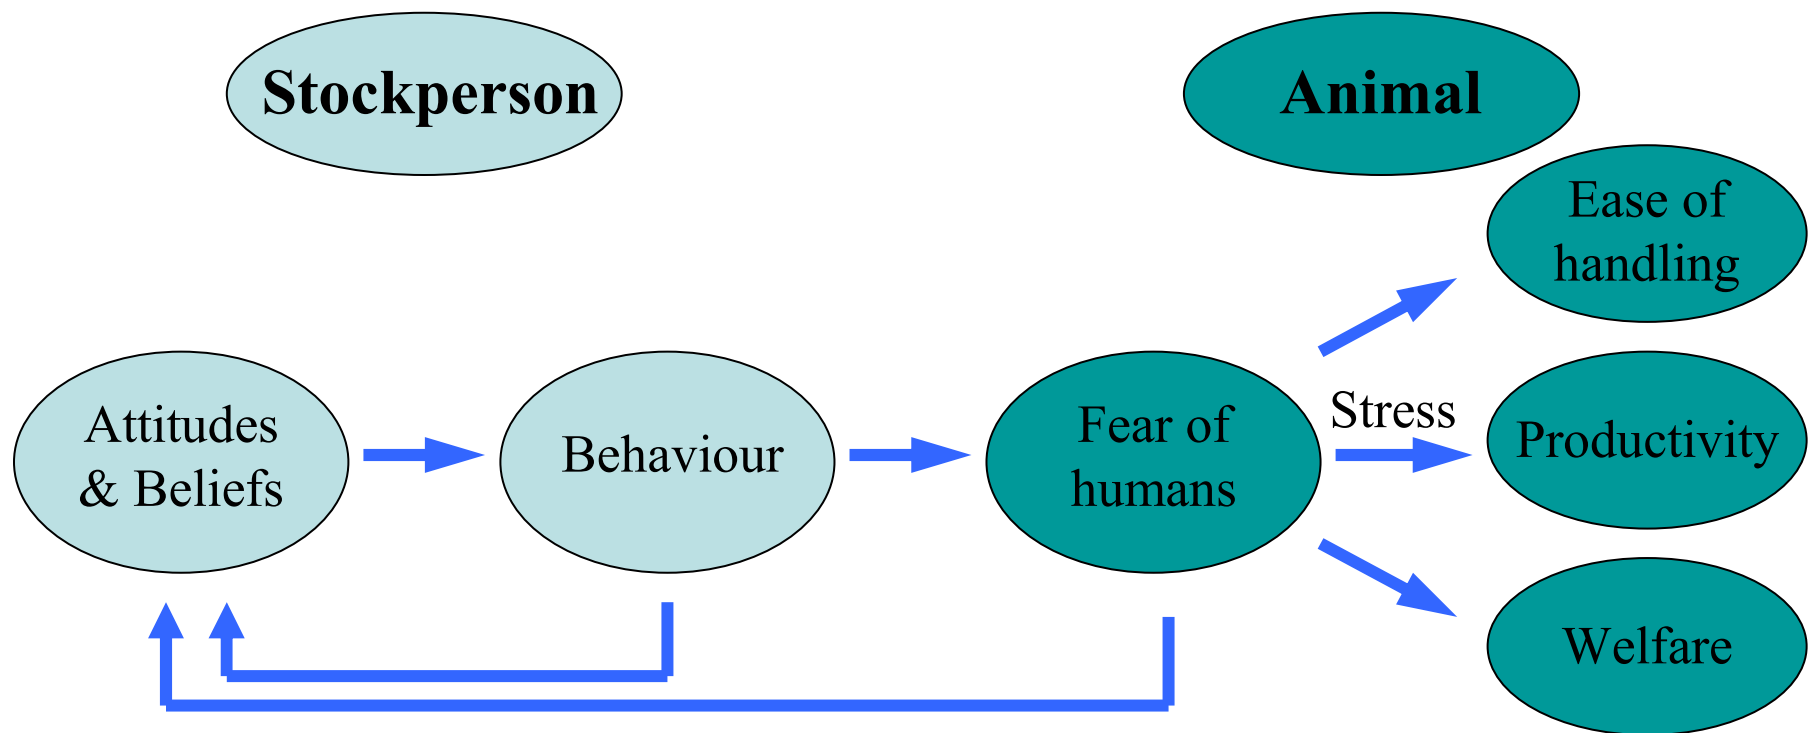 Stockperson
Animal
Ease of
handling
Attitudes
& Beliefs
Behaviour
Fear of
humans
Stress
Productivity
Welfare